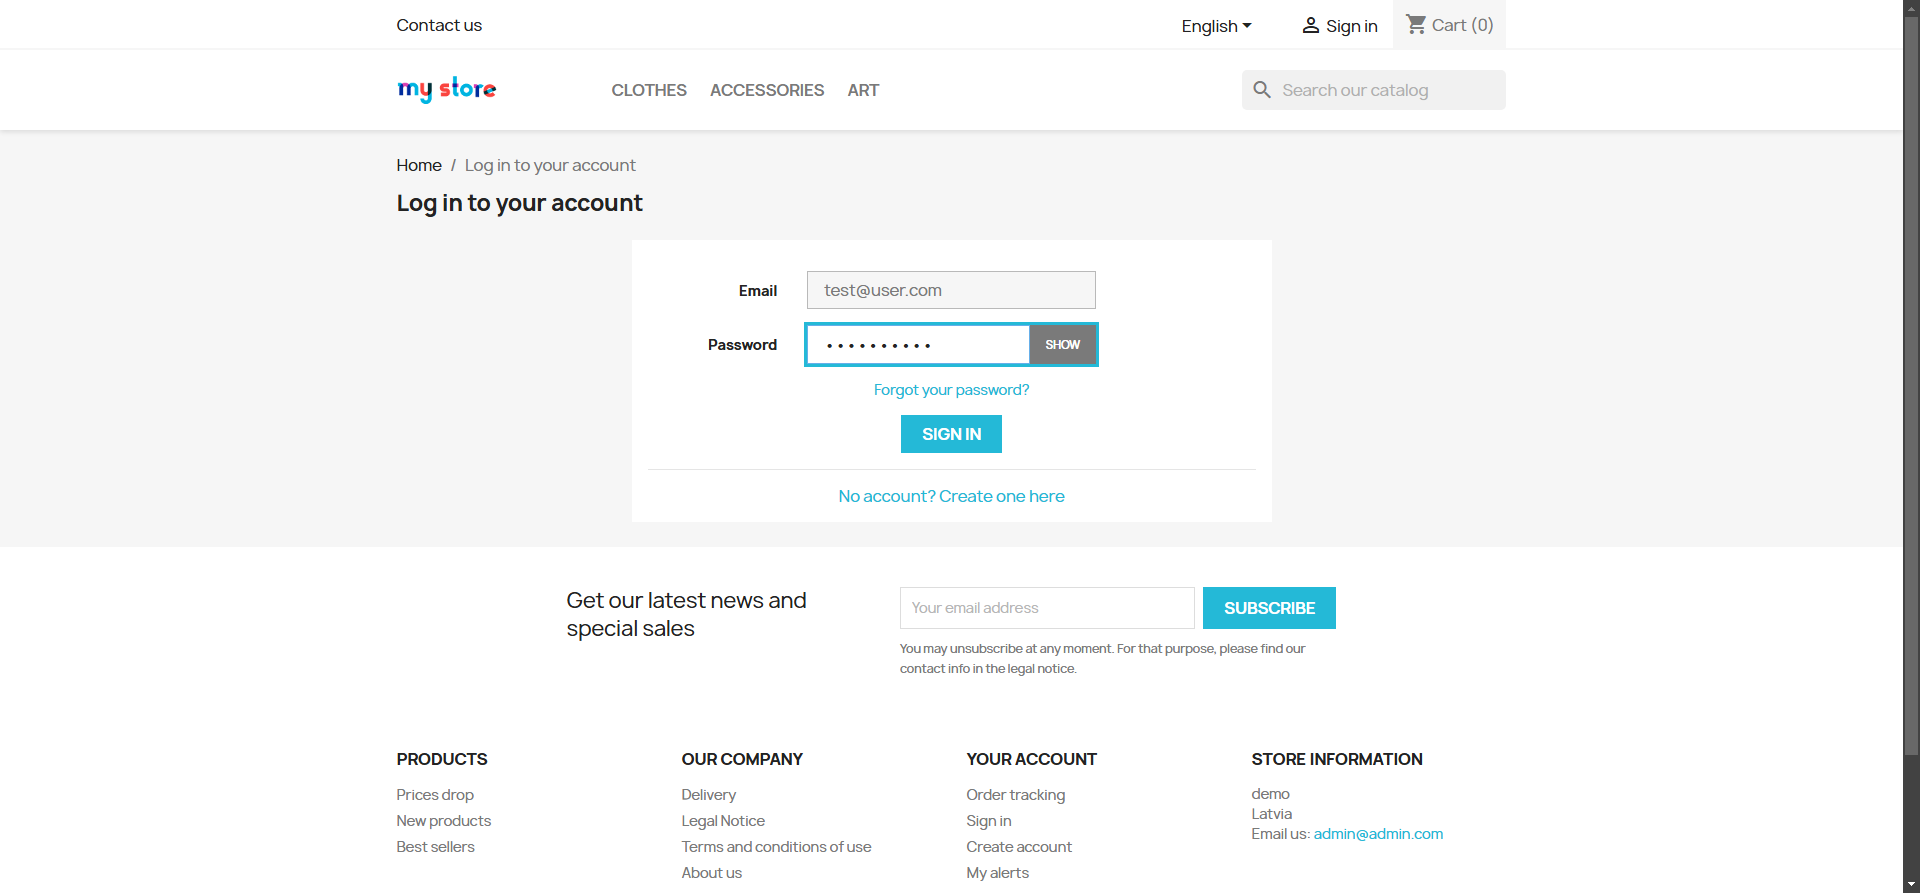 Contact us
English
Sign in
Cart (0)
my store
CLOTHES
ACCESSORIES
ART
Search our catalog
Home / Log in to your account
Log in to your account
Email
test@user.com
Password
••••••••••
SHOW
Forgot your password?
SIGN IN
No account? Create one here
Get our latest news and
special sales
Your email address
SUBSCRIBE
You may unsubscribe at any moment. For that purpose, please find our
contact info in the legal notice.
PRODUCTS
Prices drop
New products
Best sellers
OUR COMPANY
Delivery
Legal Notice
Terms and conditions of use
About us
YOUR ACCOUNT
Order tracking
Sign in
Create account
My alerts
STORE INFORMATION
demo
Latvia
Email us: admin@admin.com